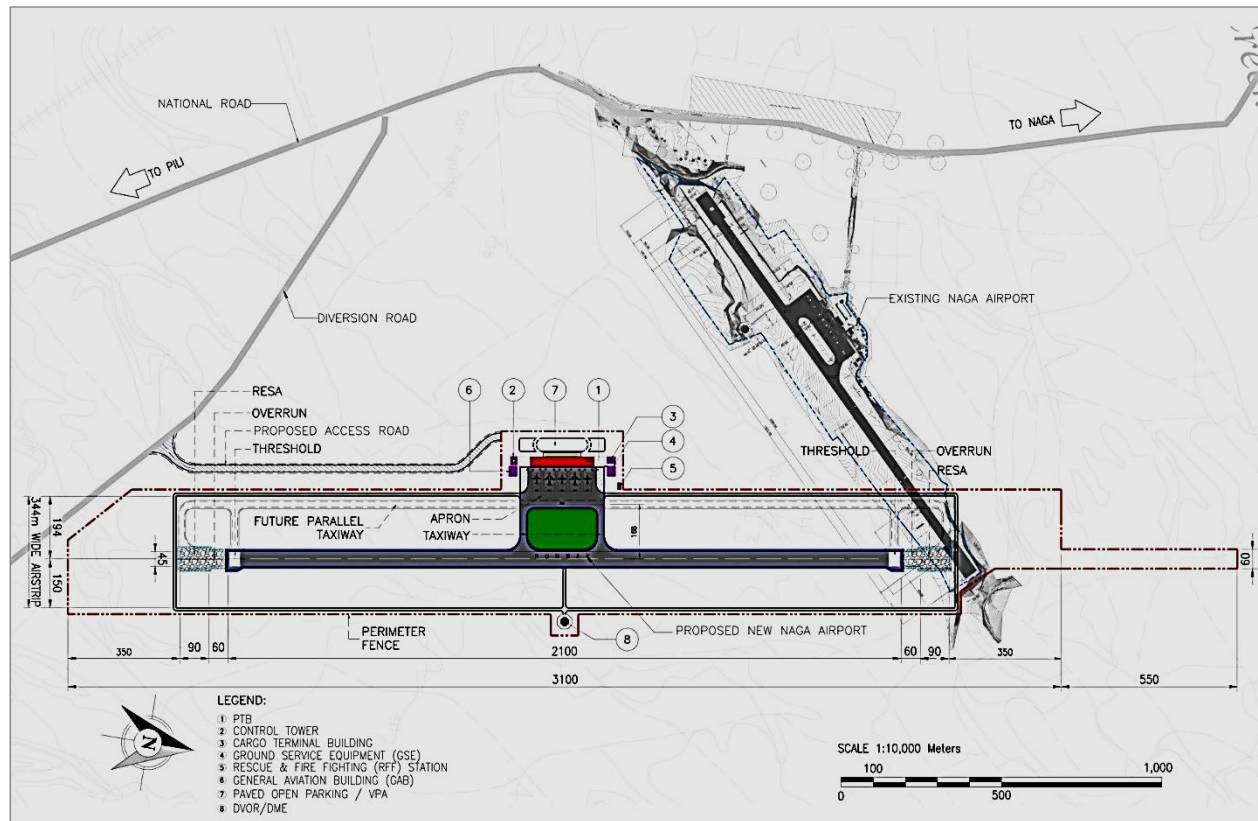 NATIONAL ROAD
TO NAGA
TO PILI
EXISTING NAGA AIRPORT
DIVERSION ROAD
6
2
7
1
3
4
5
RESA
OVERRUN
PROPOSED ACCESS ROAD
THRESHOLD
THRESHOLD
OVERRUN
RESA
344m WIDE AIRSTRIP
194
45
150
FUTURE PARALLEL
TAXIWAY
APRON
TAXIWAY
168
60
PERIMETER
FENCE
8
PROPOSED NEW NAGA AIRPORT
350
90
60
2100
60
90
350
3100
550
N
LEGEND:
1 PTB
2 CONTROL TOWER
3 CARGO TERMINAL BUILDING
4 GROUND SERVICE EQUIPMENT (GSE)
5 RESCUE & FIRE FIGHTING (RFF) STATION
6 GENERAL AVIATION BUILDING (GAB)
7 PAVED OPEN PARKING / VPA
8 DVOR/DME
SCALE 1:10,000 Meters
100
1,000
0
500